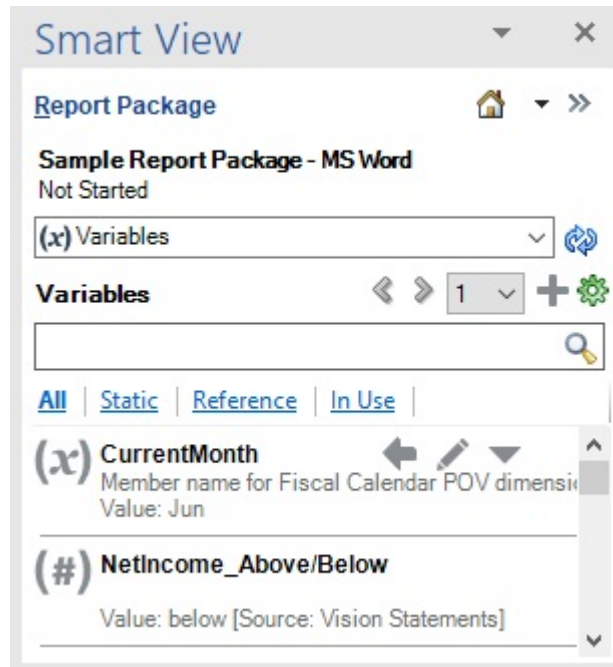 Smart View
Report Package
Sample Report Package - MS Word
Not Started
(x) Variables
Variables 1
All | Static | Reference | In Use |
(x) CurrentMonth
Member name for Fiscal Calendar POV dimensi
Value: Jun
(#) NetIncome_Above/Below
Value: below [Source: Vision Statements]